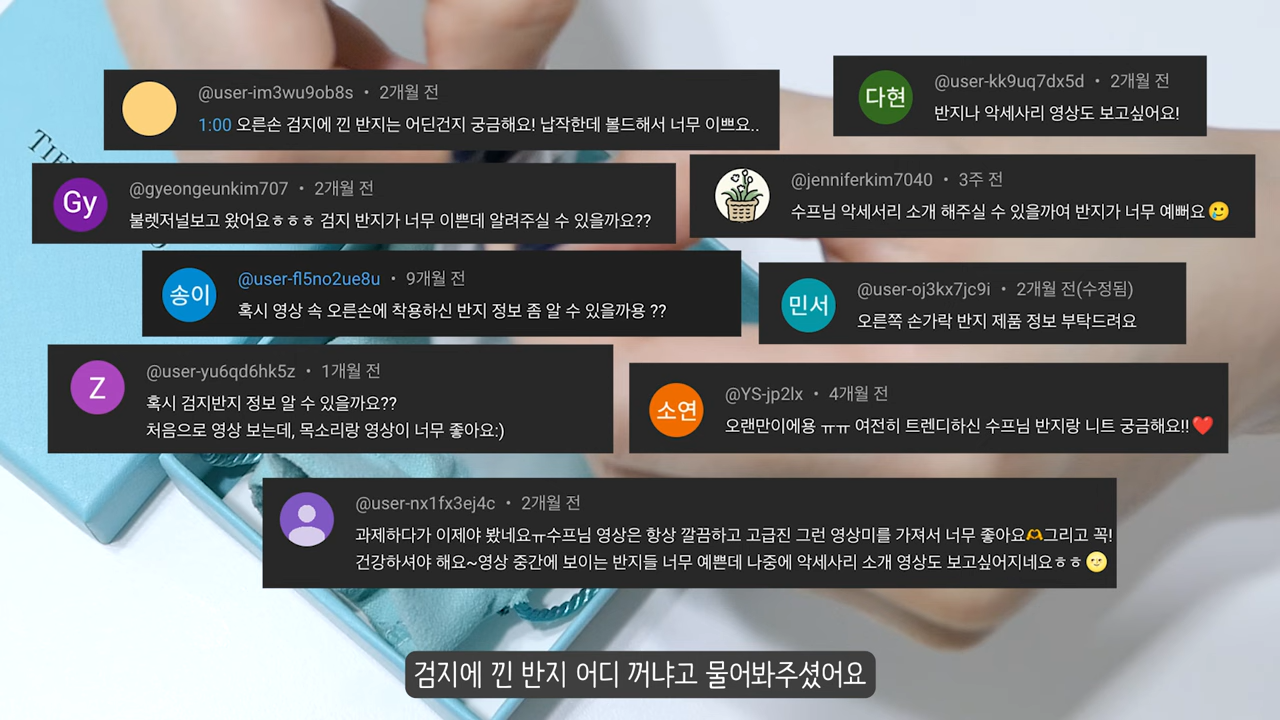 @user-im3wu9ob8s • 2개월 전
1:00 오른손 검지에 낀 반지는 어딘건지 궁금해요! 납작한데 볼드해서 너무 이쁘요..
다현
@user-kk9uq7dx5d • 2개월 전
반지나 악세사리 영상도 보고싶어요!
Gy
@gyeongeunkim707 • 2개월 전
불렛저널보고 왔어요ㅎㅎㅎ 검지 반지가 너무 이쁜데 알려주실 수 있을까요??
@jenniferkim7040 • 3주 전
수프님 악세서리 소개 해주실 수 있을까여 반지가 너무 예뻐요🥲
송이
@user-fl5no2ue8u • 9개월 전
혹시 영상 속 오른손에 착용하신 반지 정보 좀 알 수 있을까용 ??
민서
@user-oj3kx7jc9i • 2개월 전(수정됨)
오른쪽 손가락 반지 제품 정보 부탁드려요
Z
@user-yu6qd6hk5z • 1개월 전
혹시 검지반지 정보 알 수 있을까요??
처음으로 영상 보는데, 목소리랑 영상이 너무 좋아요:)
소연
@YS-jp2lx • 4개월 전
오랜만이에용 ㅠㅠ 여전히 트렌디하신 수프님 반지랑 니트 궁금해요!!❤️
@user-nx1fx3ej4c • 2개월 전
과제하다가 이제야 봤네요ㅠ수프님 영상은 항상 깔끔하고 고급진 그런 영상미를 가져서 너무 좋아요🫶그리고 꼭!
건강하셔야 해요~영상 중간에 보이는 반지들 너무 예쁜데 나중에 악세사리 소개 영상도 보고싶어지네요ㅎㅎ🌝
검지에 낀 반지 어디 꺼냐고 물어봐주셨어요